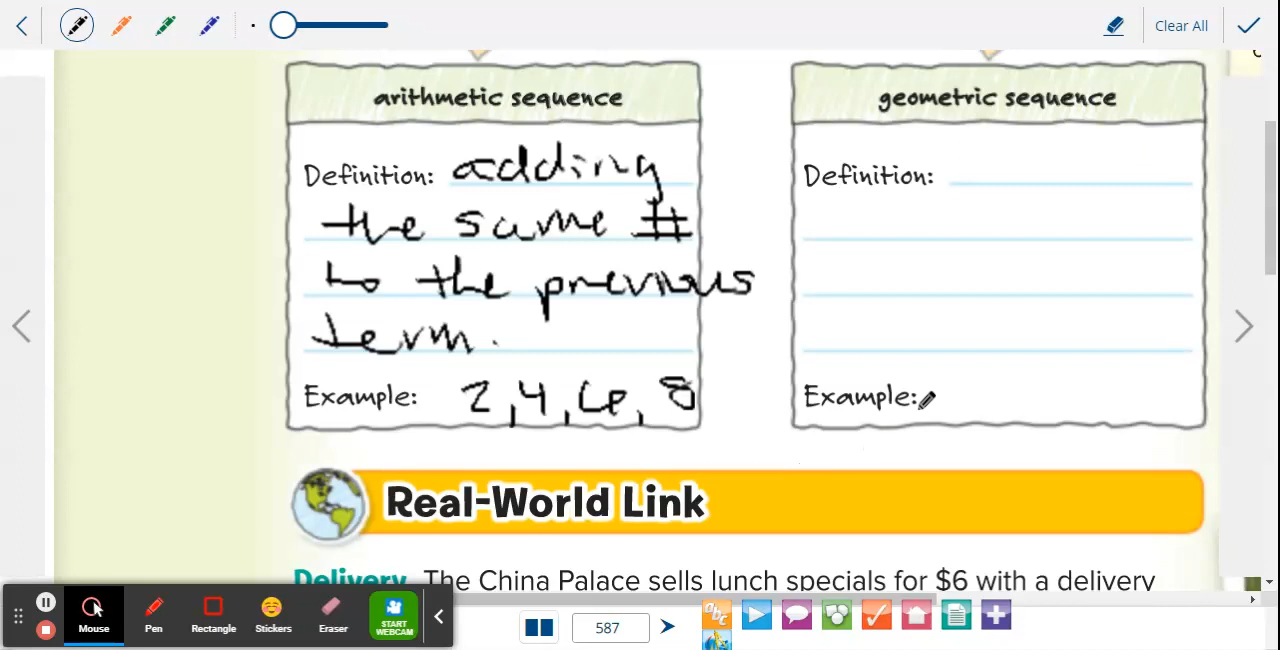 Clear All
arithmetic sequence
Definition: adding
the same #
to the previous
term.
Example: 2, 4, 6, 8
geometric sequence
Definition:
Example:
Real-World Link
Delivery The China Palace sells lunch specials for $6 with a delivery
Mouse
Pen
Rectangle
Stickers
Eraser
START
WEBCAM
587
abc